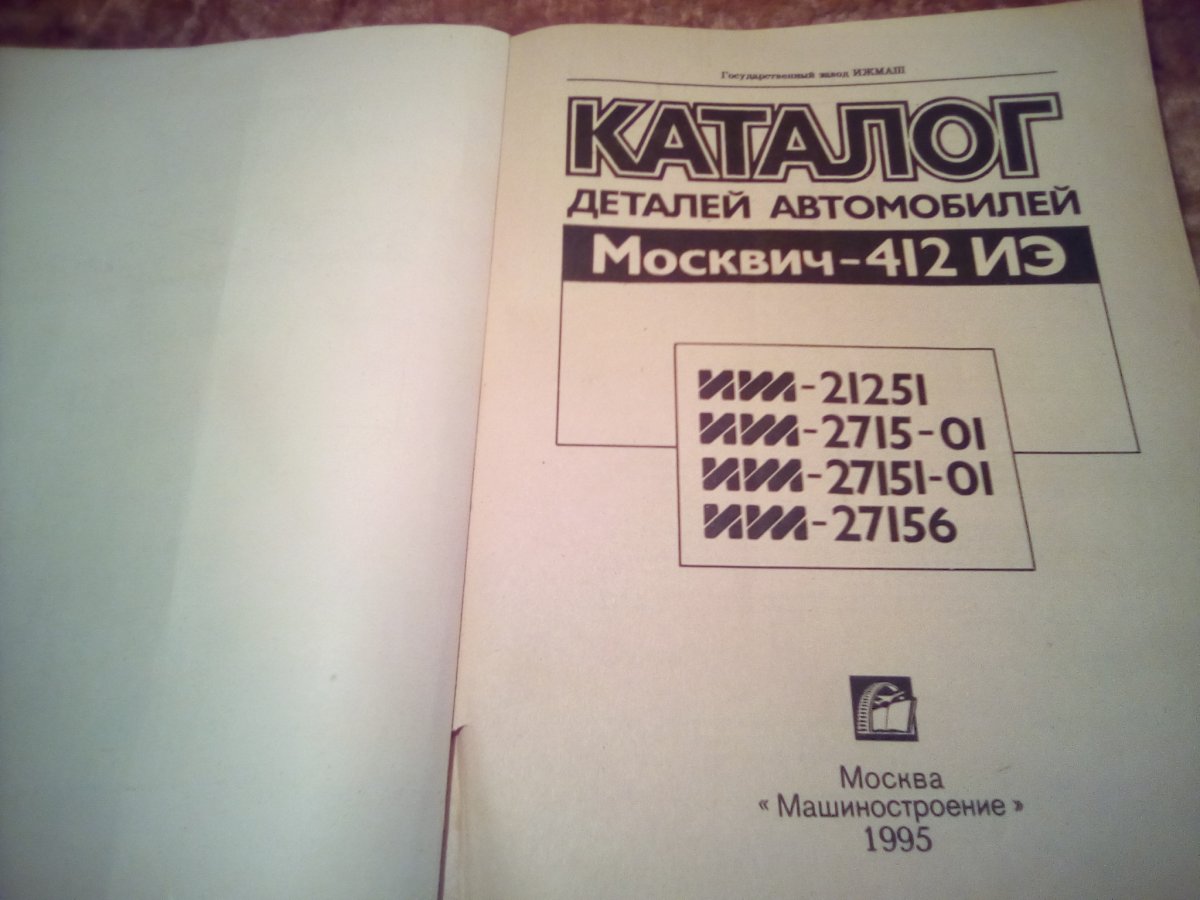 Государственный завод ИЖМАШ
КАТАЛОГ
ДЕТАЛЕЙ АВТОМОБИЛЕЙ
Москвич-412 ИЭ
ИЖ-21251
ИЖ-2715-01
ИЖ-27151-01
ИЖ-27156
Москва
« Машиностроение »
1995